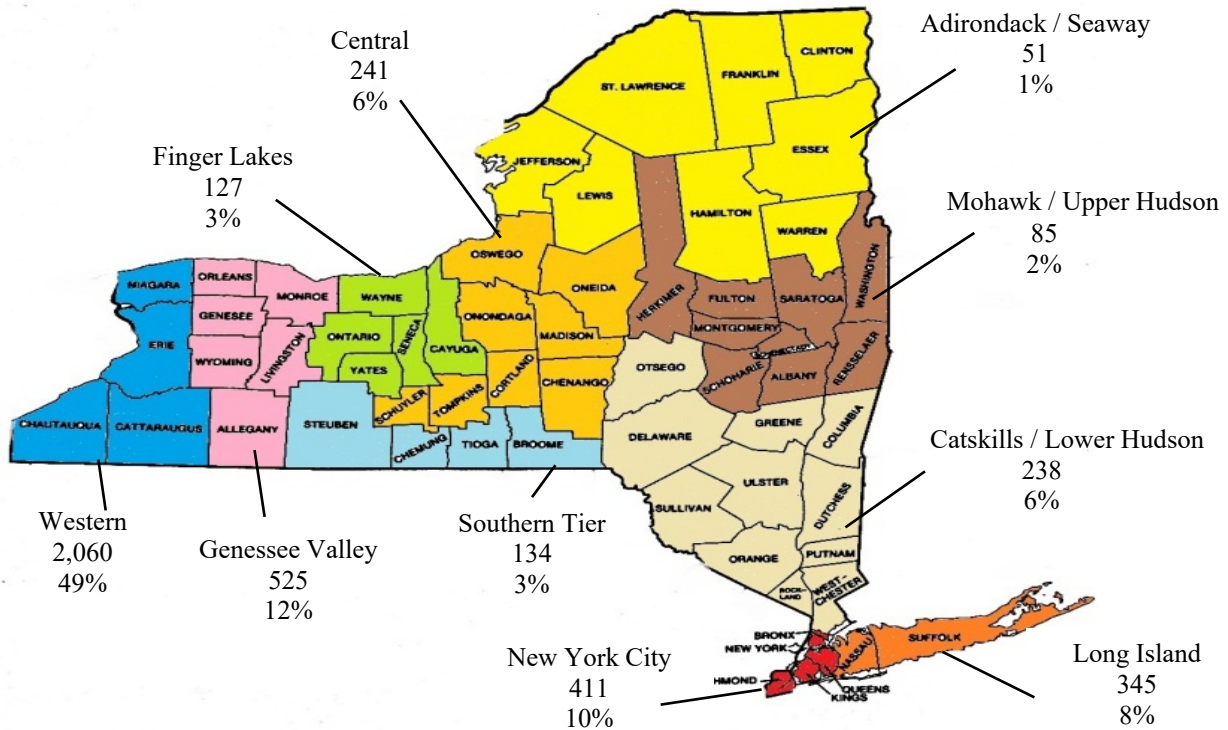 Adirondack / Seaway
51
1%
Central
241
6%
Finger Lakes
127
3%
Mohawk / Upper Hudson
85
2%
Catskills / Lower Hudson
238
6%
Western
2,060
49%
Genessee Valley
525
12%
Southern Tier
134
3%
New York City
411
10%
Long Island
345
8%
CLINTON
FRANKLIN
ST. LAWRENCE
ESSEX
JEFFERSON
LEWIS
HAMILTON
WARREN
WASHINGTON
OSWEGO
ONEIDA
HERKIMER
FULTON
SARATOGA
NIAGARA
ORLEANS
MONROE
WAYNE
GENESEE
ONONDAGA
MADISON
MONTGOMERY
ERIE
WYOMING
LIVINGSTON
ONTARIO
SENECA
CAYUGA
YATES
CORTLAND
CHENANGO
OTSEGO
SCHOHARIE
ALBANY
RENSSELAER
CHAUTAUQUA
CATTARAUGUS
ALLEGANY
STEUBEN
SCHUYLER
TOMPKINS
CHEMUNG
TIOGA
BROOME
DELAWARE
GREENE
COLUMBIA
ULSTER
DUTCHESS
SULLIVAN
ORANGE
PUTNAM
ROCK-
LAND
WEST-
CHESTER
BRONX
NEW YORK
HMOND
QUEENS
KINGS
NASSAU
SUFFOLK